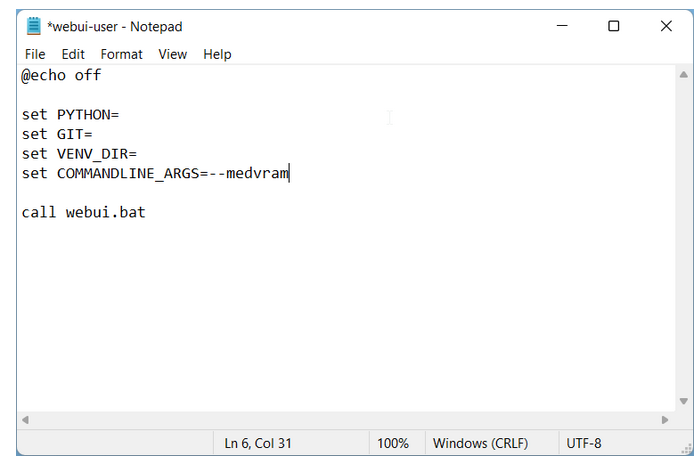 *webui-user - Notepad
File Edit Format View Help
@echo off
set PYTHON=
set GIT=
set VENV_DIR=
set COMMANDLINE_ARGS=--medvram
call webui.bat
Ln 6, Col 31 100% Windows (CRLF) UTF-8